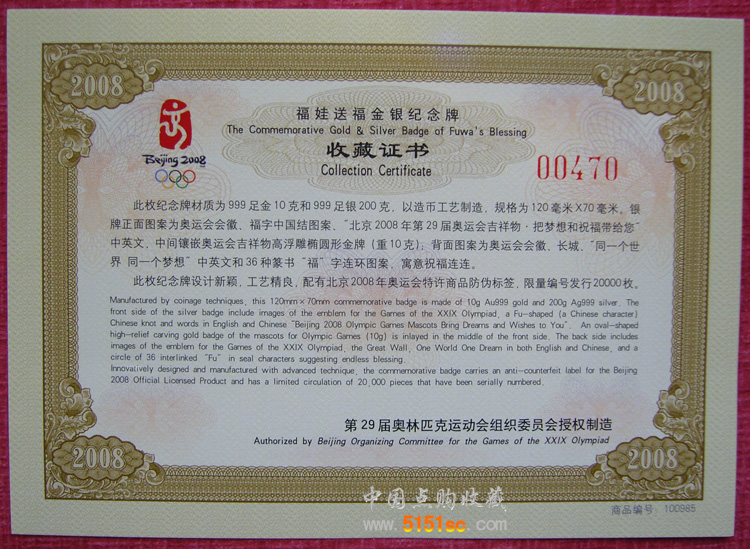 2008
2008
福娃送福金银纪念牌
The Commemorative Gold & Silver Badge of Fuwa's Blessing
收藏证书
Collection Certificate
00470
Beijing 2008
此枚纪念牌材质为999足金10克和999足银200克，以造币工艺制造，规格为120毫米×70毫米。银
牌正面图案为奥运会会徽、福字中国结图案、“北京2008年第29届奥运会吉祥物·把梦想和祝福带给您”
中英文，中间镶嵌奥运会吉祥物高浮雕椭圆形金牌（重10克）；背面图案为奥运会会徽、长城、“同一个世
界 同一个梦想”中英文和36种篆书“福”字连环图案，寓意祝福连连。
此枚纪念牌设计新颖，工艺精良，配有北京2008年奥运会特许商品防伪标签，限量编号发行20000枚。
Manufactured by coinage techniques, this 120mm×70mm commemorative badge is made of 10g Au999 gold and 200g Ag999 silver. The
front side of the silver badge include images of the emblem for the Games of the XXIX Olympiad, a Fu-shaped (a Chinese character)
Chinese knot and words in English and Chinese "Beijing 2008 Olympic Games Mascots Bring Dreams and Wishes to You". An oval-shaped
high-relief carving gold badge of the mascots for Olympic Games (10g) is inlayed in the middle of the front side. The back side includes
images of the emblem for the Games of the XXIX Olympiad, the Great Wall, One World One Dream in both English and Chinese, and a
circle of 36 interlinked "Fu" in seal characters suggesting endless blessing.
Innovatively designed and manufactured with advanced technique, the commemorative badge carries an anti-counterfeit label for the Beijing
2008 Official Licensed Product and has a limited circulation of 20,000 pieces that have been serially numbered.
第29届奥林匹克运动会组织委员会授权制造
Authorized by Beijing Organizing Committee for the Games of the XXIX Olympiad
2008
2008
中国点购收藏
www.5151sc.com
商品编号：100985